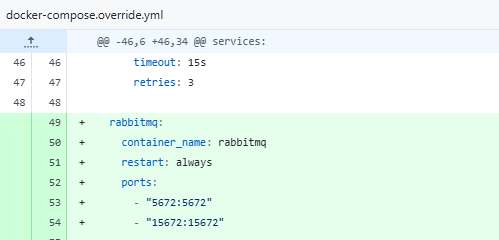 docker-compose.override.yml
@@ -46,6 +46,34 @@ services:
46 46 timeout: 15s
47 47 retries: 3
48 48
49 + rabbitmq:
50 + container_name: rabbitmq
51 + restart: always
52 + ports:
53 + - "5672:5672"
54 + - "15672:15672"